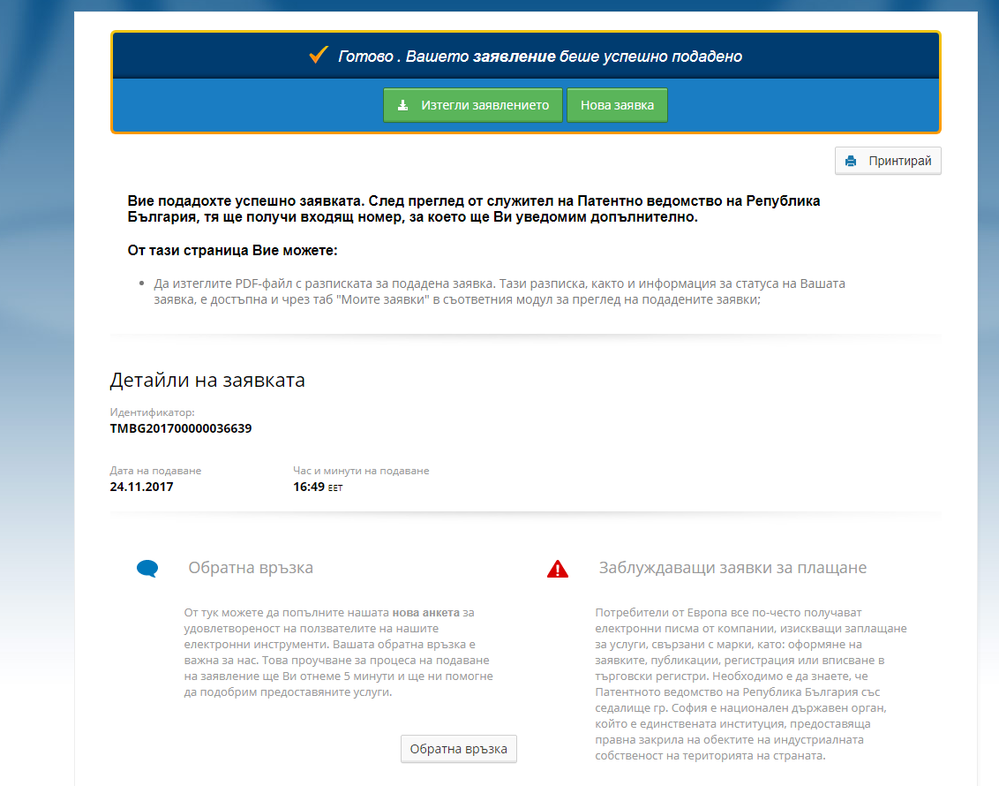 Готово . Вашето заявление беше успешно подадено
Изтегли заявлението
Нова заявка
Принтирай
Вие подадохте успешно заявката. След преглед от служител на Патентно ведомство на Република
България, тя ще получи входящ номер, за което ще Ви уведомим допълнително.
От тази страница Вие можете:
Да изтеглите PDF-файл с разписката за подадена заявка. Тази разписка, както и информация за статуса на Вашата
заявка, е достъпна и чрез таб "Моите заявки" в съответния модул за преглед на подадените заявки;
Детайли на заявката
Идентификатор:
TMBG201700000036639
Дата на подаване
24.11.2017
Час и минути на подаване
16:49 EET
Обратна връзка
От тук можете да попълните нашата нова анкета за
удовлетвореност на ползвателите на нашите
електронни инструменти. Вашата обратна връзка е
важна за нас. Това проучване за процеса на подаване
на заявление ще Ви отнеме 5 минути и ще ни помогне
да подобрим предоставяните услуги.
Обратна връзка
Заблуждаващи заявки за плащане
Потребители от Европа все по-често получават
електронни писма от компании, изискващи заплащане
за услуги, свързани с марки, като: оформяне на
заявките, публикации, регистрация или вписване в
търговски регистри. Необходимо е да знаете, че
Патентното ведомство на Република България със
седалище гр. София е национален държавен орган,
който е единствената институция, предоставяща
правна закрила на обектите на индустриалната
собственост на територията на страната.